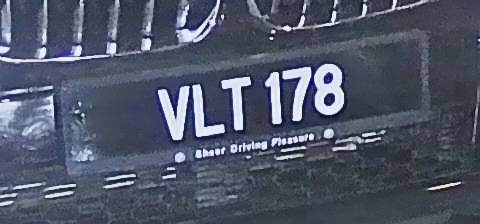 VLT 178
Sheer Driving Pleasure